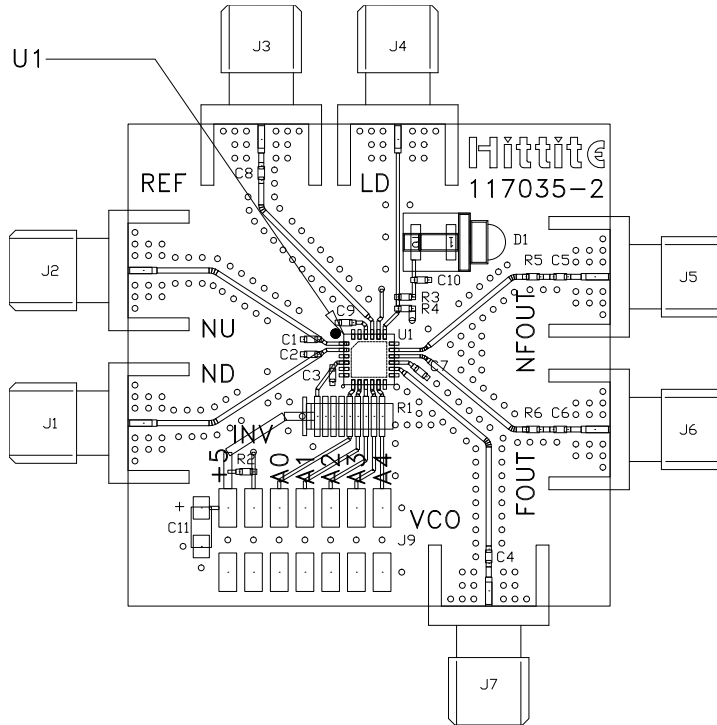 J3
J4
U1
Hittite
C8
REF
LD
117035-2
D1
J2
R5
C5
J5
C10
NU
C9
R3
R4
U1
NFOUT
C1
C2
ND
C3
C7
J1
R1
R6
C6
J6
INV
+5
R2
A0
A1
A2
A3
A4
FOUT
+
C11
VCO
J9
C4
J7